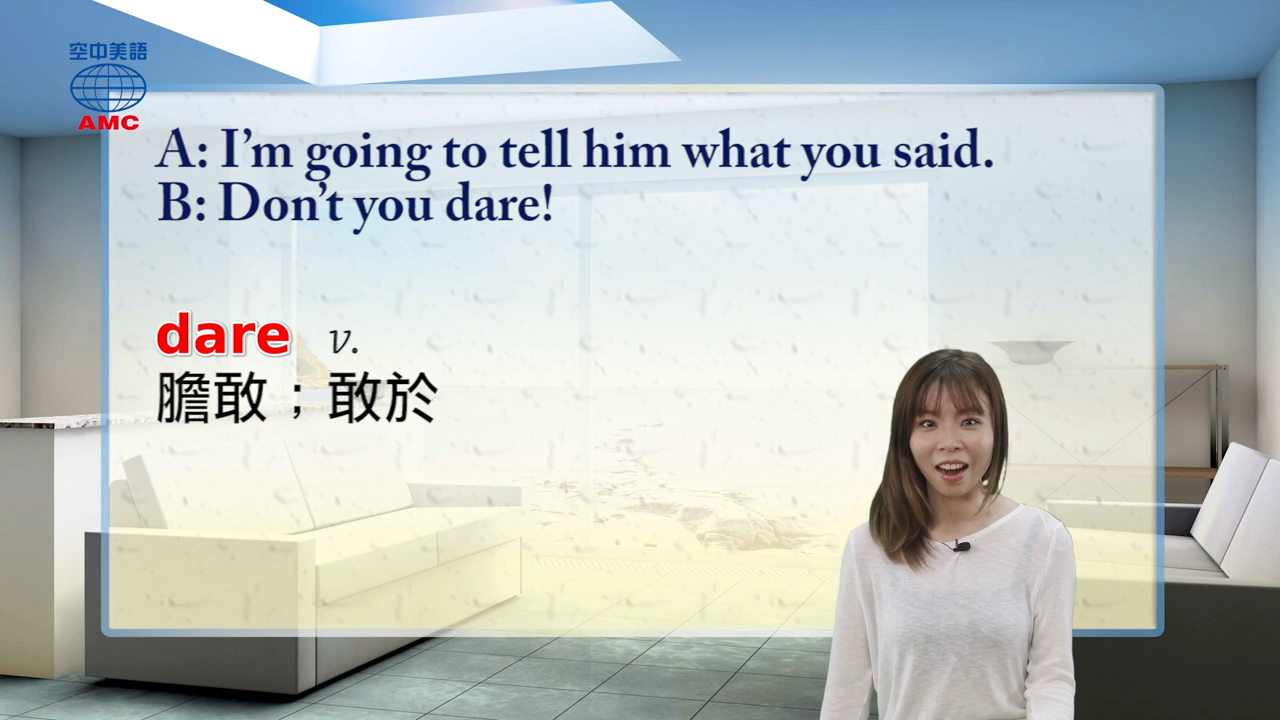 空中美語
AMC
A: I'm going to tell him what you said.
B: Don't you dare!
dare v.
膽敢；敢於